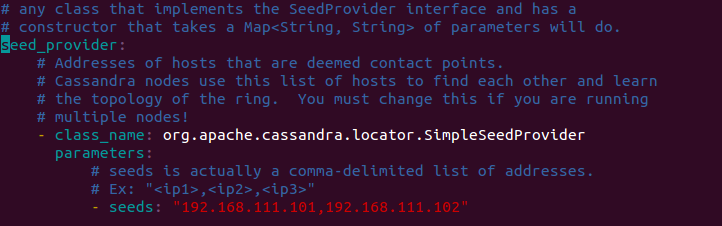 # any class that implements the SeedProvider interface and has a
# constructor that takes a Map<String, String> of parameters will do.
seed_provider:
# Addresses of hosts that are deemed contact points.
# Cassandra nodes use this list of hosts to find each other and learn
# the topology of the ring.  You must change this if you are running
# multiple nodes!
- class_name: org.apache.cassandra.locator.SimpleSeedProvider
parameters:
# seeds is actually a comma-delimited list of addresses.
# Ex: "<ip1>,<ip2>,<ip3>"
- seeds: "192.168.111.101,192.168.111.102"